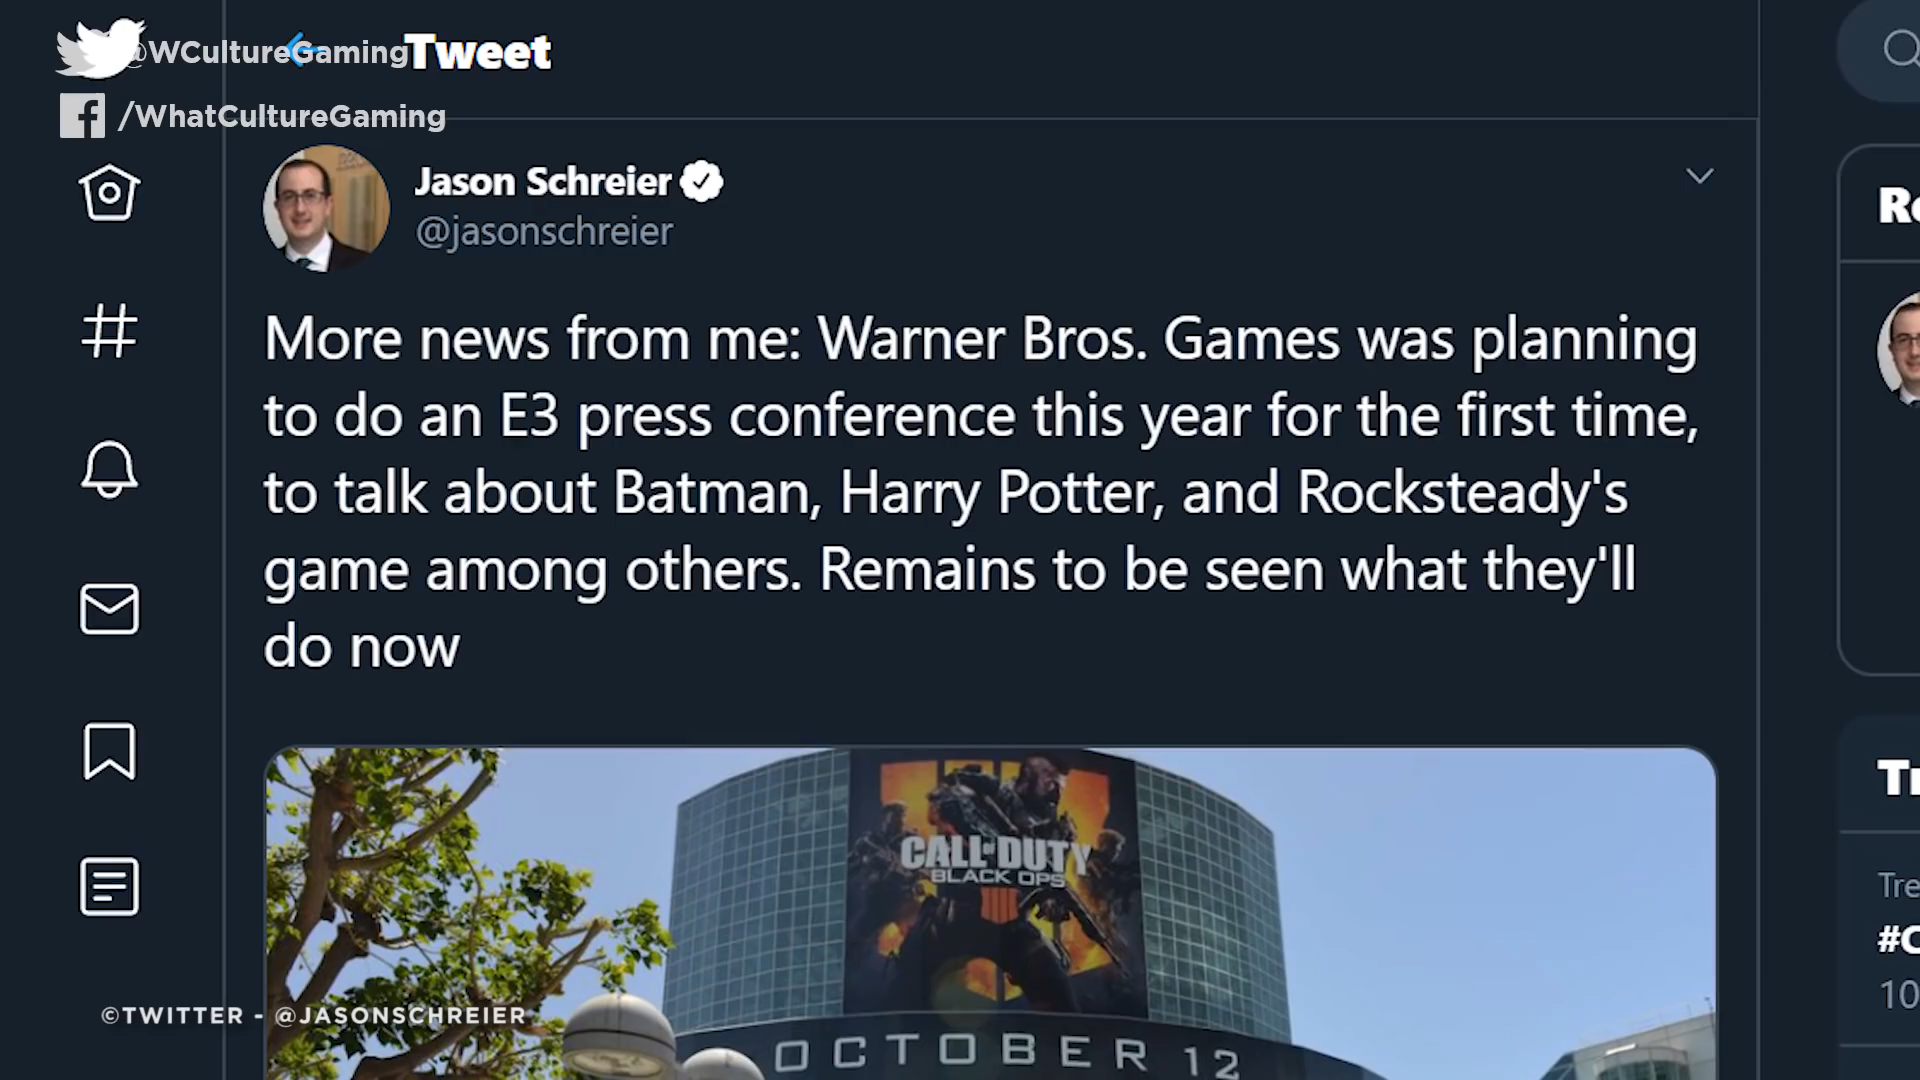 @WCultureGaming
Tweet
/WhatCultureGaming
Jason Schreier
@jasonschreier
More news from me: Warner Bros. Games was planning
to do an E3 press conference this year for the first time,
to talk about Batman, Harry Potter, and Rocksteady's
game among others. Remains to be seen what they'll
do now
CALL OF DUTY
BLACK OPS
OCTOBER 12
©TWITTER - @JASONSCHREIER
10